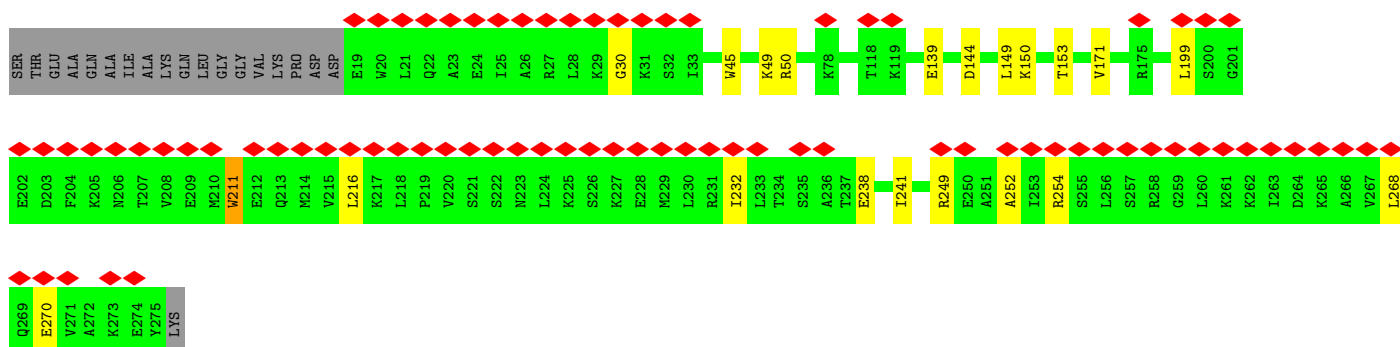 SER THR GLU ALA GLN ALA ALA ILE ALA LYS GLN LEU GLY GLY VAL LYS PRO ASP ASP E19 W20 L21 Q22 A23 E24 I25 A26 R27 L28 K29 G30 K31 S32 I33 W45 K49 R50 K78 T118 K119 E139 D144 L149 K150 T153 V171 R175 L199 S200 G201
E202 D203 F204 K205 N206 T207 V208 E209 M210 W211 E212 Q213 M214 V215 L216 K217 L218 P219 V220 S221 S222 N223 L224 K225 S226 K227 E228 M229 L230 R231 I232 L233 T234 S235 A236 T237 E238 I241 R249 E250 A251 A252 I253 R254 S255 L256 S257 R258 G259 L260 K261 K262 I263 D264 K265 A266 V267 L268
Q269 E270 V271 A272 K273 E274 Y275 LYS